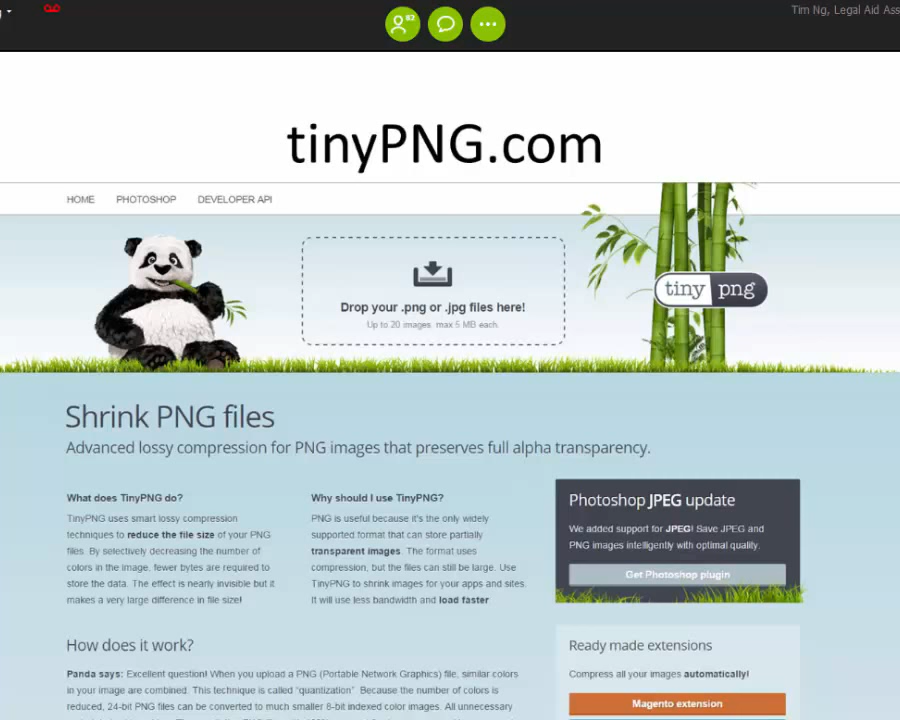 82
Tim Ng, Legal Aid Ass
tinyPNG.com
HOME PHOTOSHOP DEVELOPER API
Drop your .png or .jpg files here!
Up to 20 images, max 5 MB each.
tiny png
Shrink PNG files
Advanced lossy compression for PNG images that preserves full alpha transparency.
What does TinyPNG do?
TinyPNG uses smart lossy compression
techniques to reduce the file size of your PNG
files. By selectively decreasing the number of
colors in the image, fewer bytes are required to
store the data. The effect is nearly invisible but it
makes a very large difference in file size!
Why should I use TinyPNG?
PNG is useful because it's the only widely
supported format that can store partially
transparent images. The format uses
compression, but the files can still be large. Use
TinyPNG to shrink images for your apps and sites.
It will use less bandwidth and load faster.
Photoshop JPEG update
We added support for JPEG! Save JPEG and
PNG images intelligently with optimal quality.
Get Photoshop plugin
How does it work?
Panda says: Excellent question! When you upload a PNG (Portable Network Graphics) file, similar colors
in your image are combined. This technique is called "quantization". Because the number of colors is
reduced, 24-bit PNG files can be converted to much smaller 8-bit indexed color images. All unnecessary
Ready made extensions
Compress all your images automatically!
Magento extension